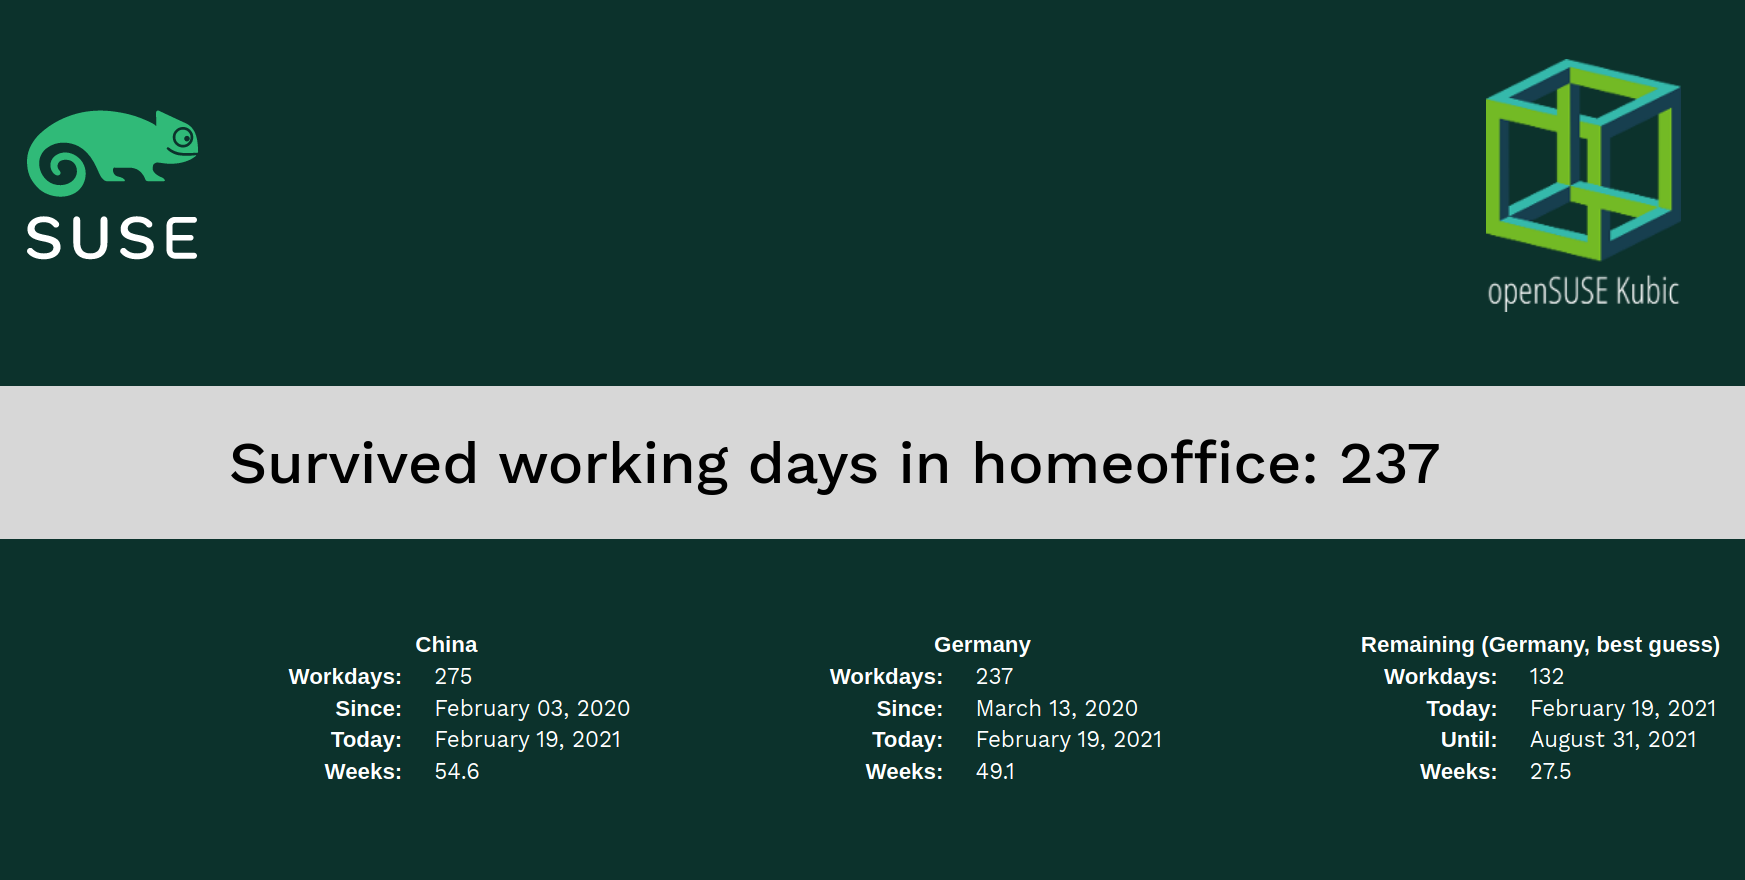 SUSE
openSUSE Kubic
Survived working days in homeoffice: 237
China
Workdays: 275
Since: February 03, 2020
Today: February 19, 2021
Weeks: 54.6
Germany
Workdays: 237
Since: March 13, 2020
Today: February 19, 2021
Weeks: 49.1
Remaining (Germany, best guess)
Workdays: 132
Today: February 19, 2021
Until: August 31, 2021
Weeks: 27.5